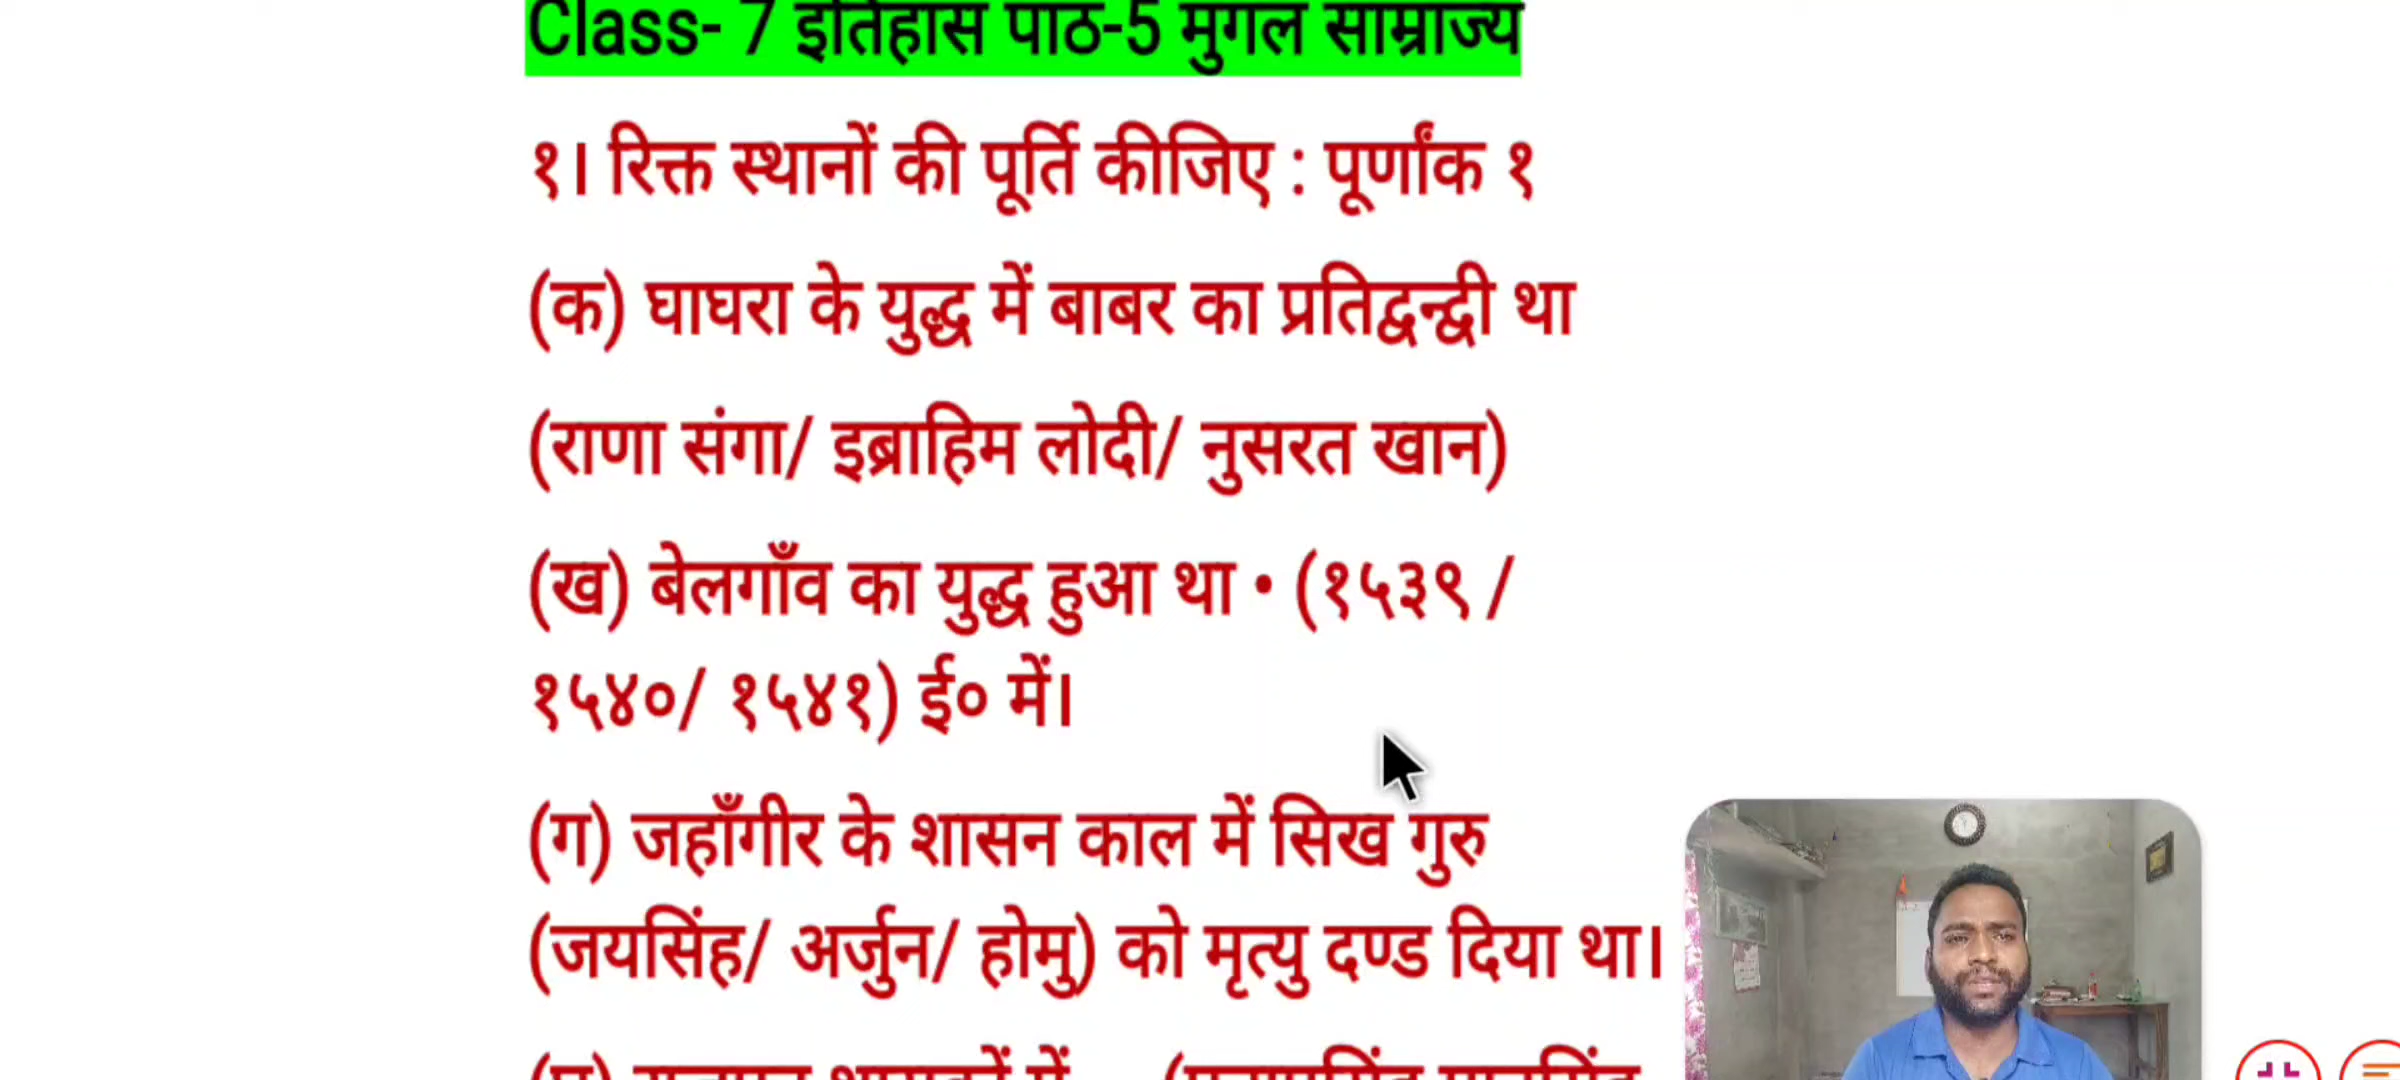 Class- 7 इतिहास पाठ-5 मुगल साम्राज्य
१। रिक्त स्थानों की पूर्ति कीजिए : पूर्णांक १
(क) घाघरा के युद्ध में बाबर का प्रतिद्वन्द्वी था
(राणा संगा/ इब्राहिम लोदी/ नुसरत खान)
(ख) बेलगाँव का युद्ध हुआ था • (१५३९ /
१५४०/ १५४१) ई० में।
(ग) जहाँगीर के शासन काल में सिख गुरु
(जयसिंह/ अर्जुन/ होमु) को मृत्यु दण्ड दिया था।